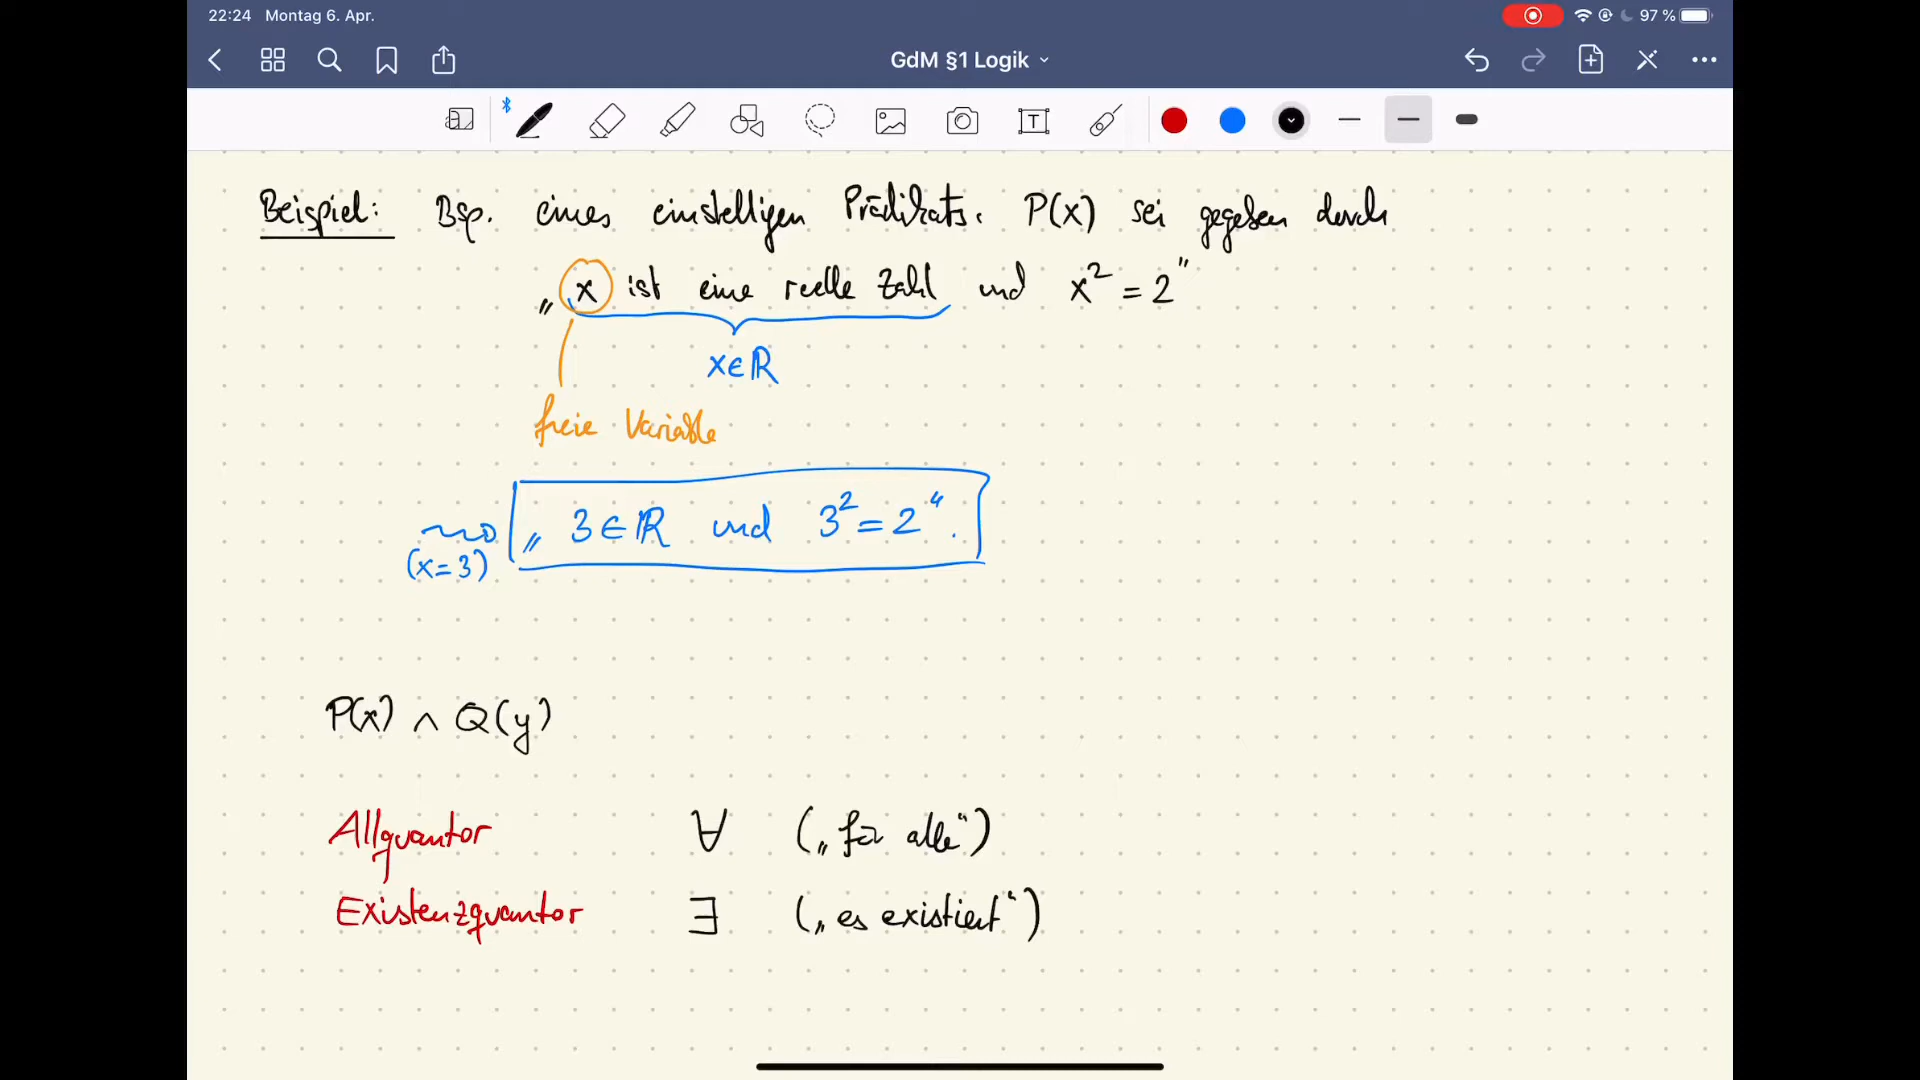 22:24 Montag 6. Apr. 97 %
GdM §1 Logik
Beispiel: Bsp. eines einstelligen Prädikats. P(x) sei gegeben durch
„x ist eine reelle Zahl und x² = 2"
x∈ℝ
freie Variable
„ 3 ∈ ℝ und 3² = 2 “.
(x=3)
P(x) ∧ Q(y)
Allquantor ∀ („für alle“)
Existenzquantor ∃ („es existiert“)